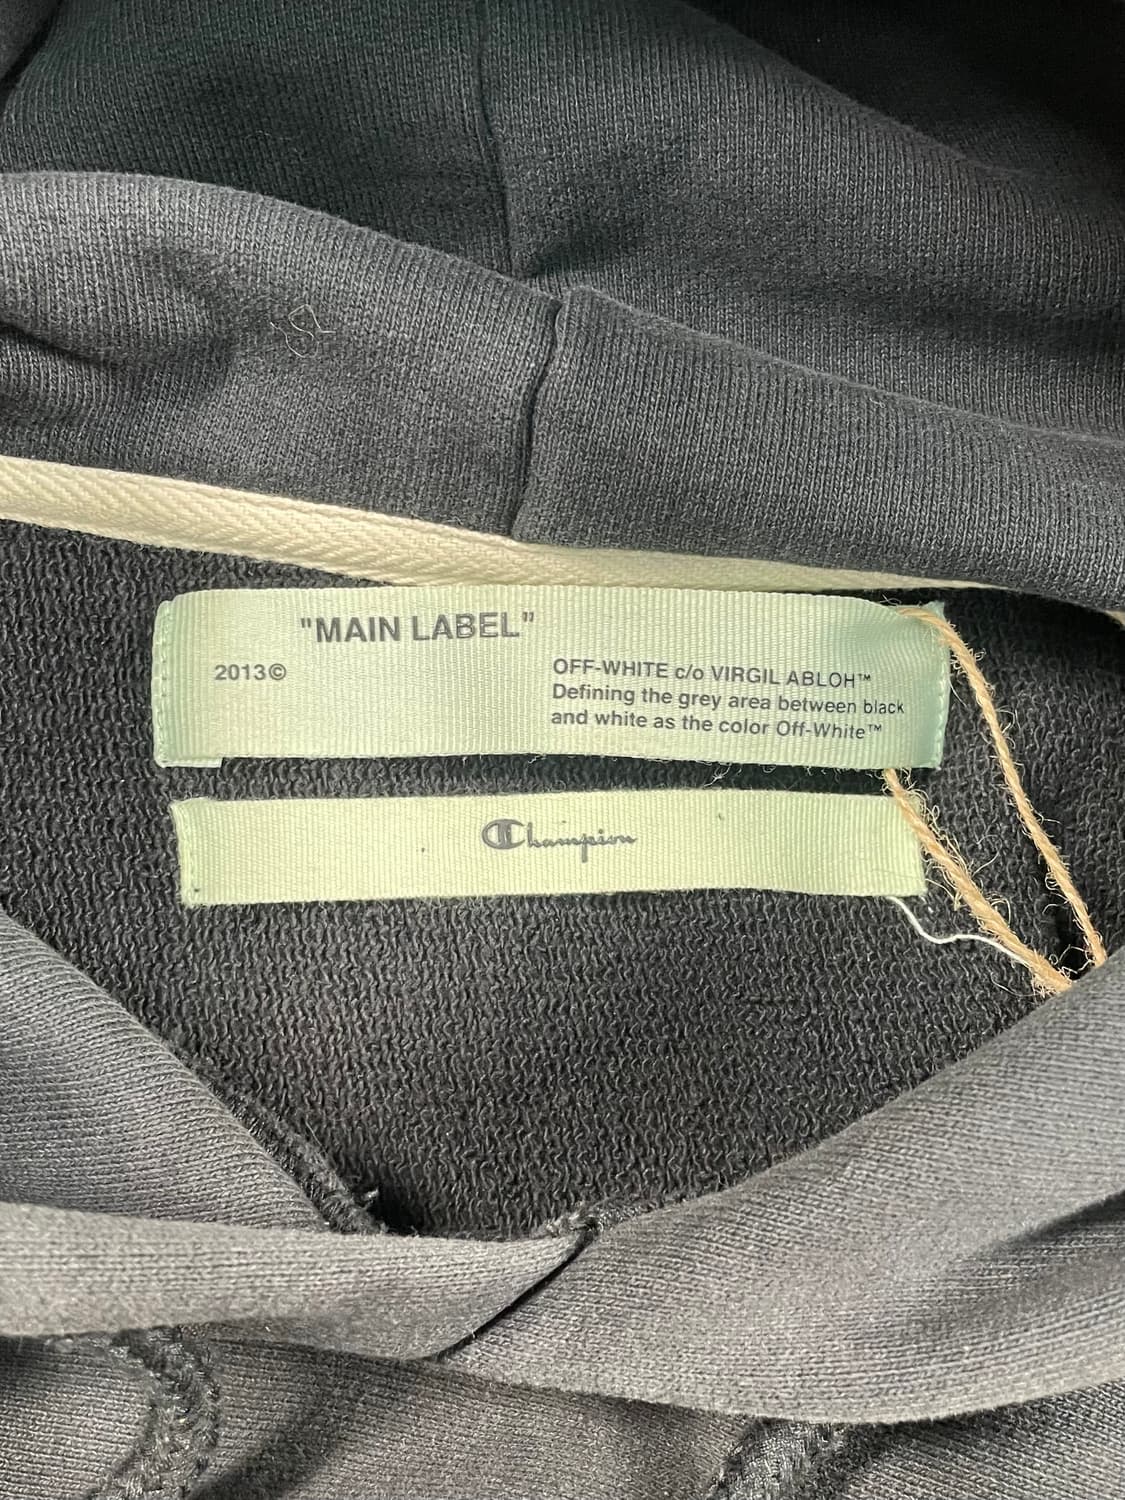 "MAIN LABEL"
2013© OFF-WHITE c/o VIRGIL ABLOH™
Defining the grey area between black
and white as the color Off-White™
Champion